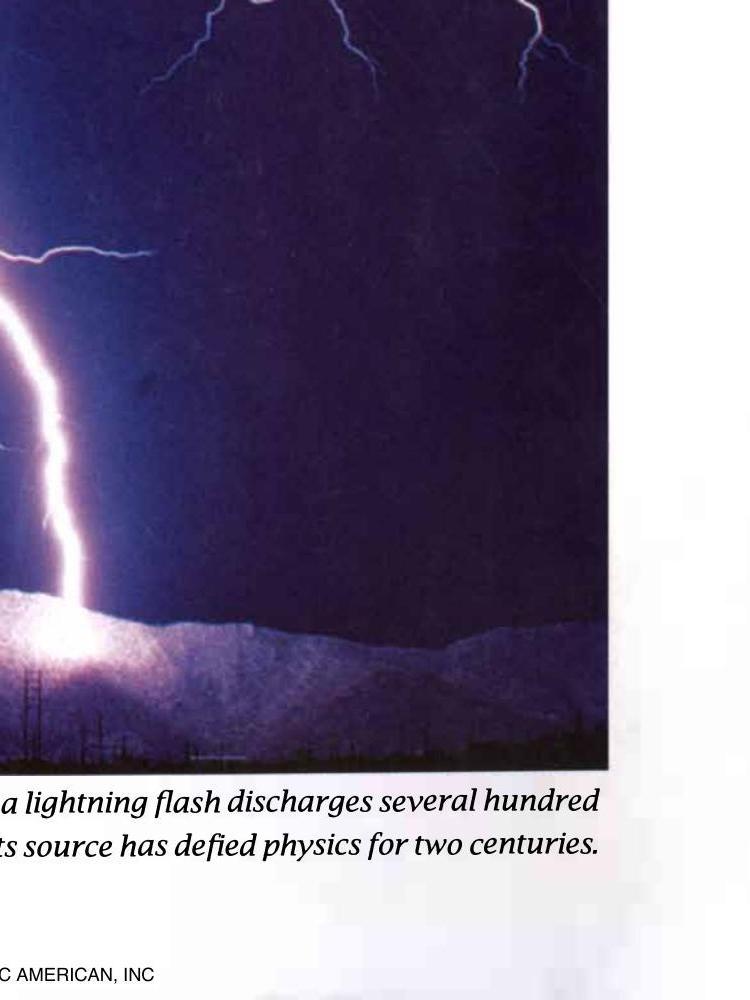 a lightning flash discharges several hundred
ts source has defied physics for two centuries.
C AMERICAN, INC